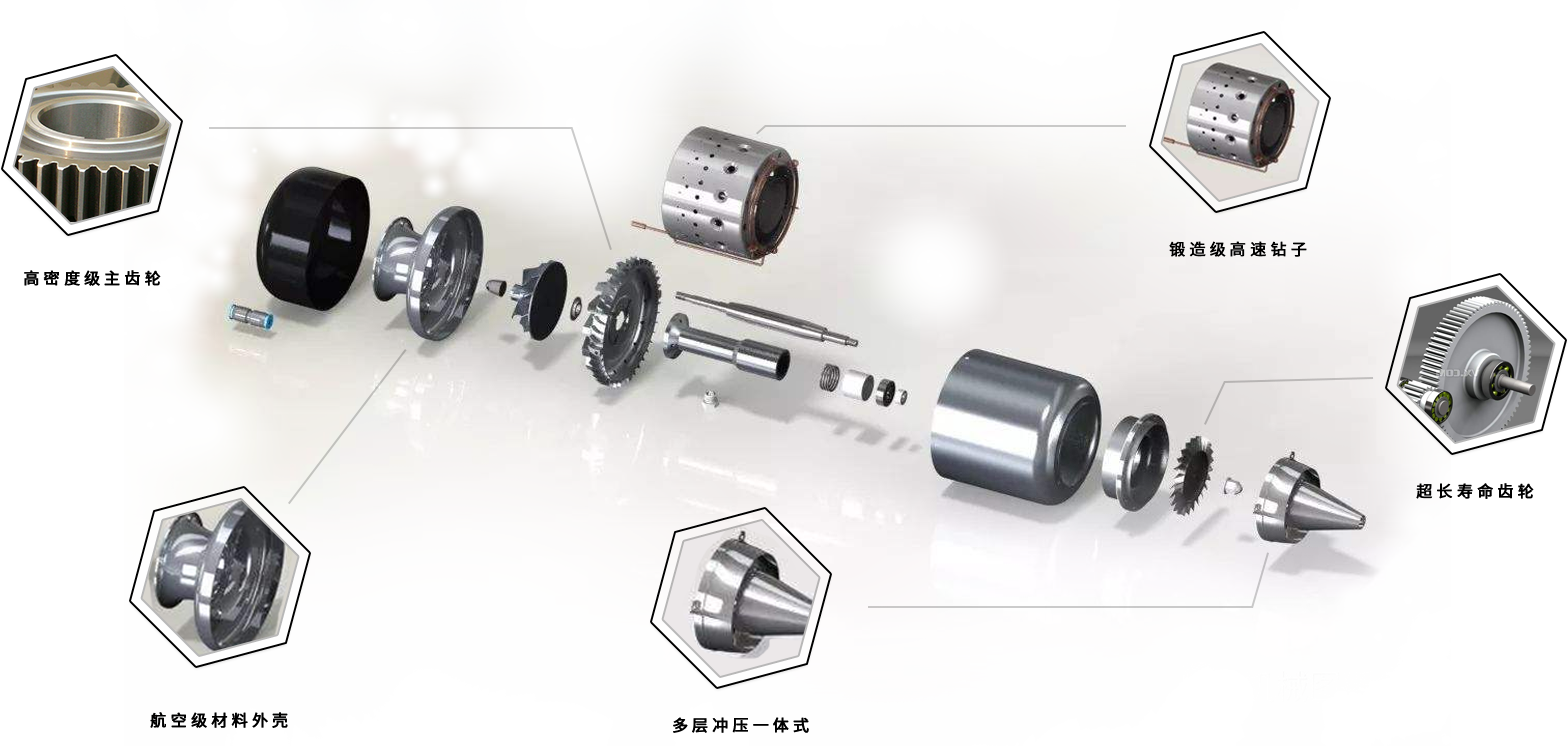 锻造级高速钻子
高密度级主齿轮
超长寿命齿轮
航空级材料外壳
多层冲压一体式